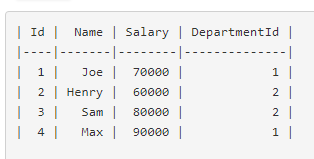 | Id |  Name | Salary | DepartmentId |
|----|-------|--------|--------------|
|  1 |   Joe |  70000 |            1 |
|  2 | Henry |  60000 |            2 |
|  3 |   Sam |  80000 |            2 |
|  4 |   Max |  90000 |            1 |